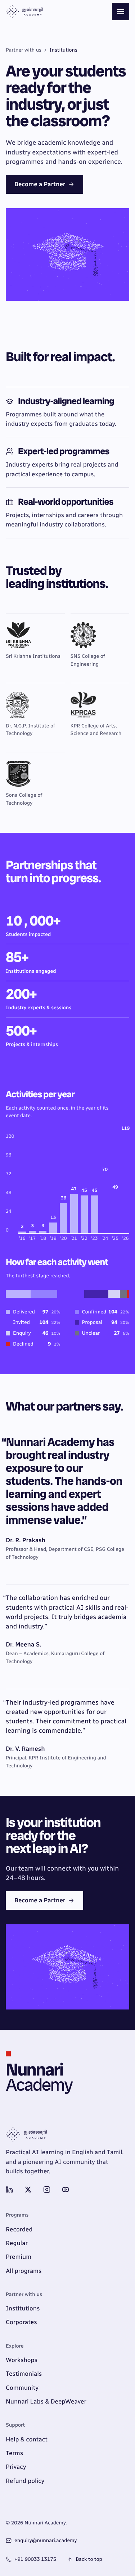 நுண்ணறி
ACADEMY
Partner with us › Institutions
Are your students
ready for the
industry, or just
the classroom?
We bridge academic knowledge and
industry expectations with expert-led
programmes and hands-on experience.
Become a Partner →
Built for real impact.
Industry-aligned learning
Programmes built around what the
industry expects from graduates today.
Expert-led programmes
Industry experts bring real projects and
practical experience to campus.
Real-world opportunities
Projects, internships and careers through
meaningful industry collaborations.
Trusted by
leading institutions.
SRI KRISHNA
INSTITUTIONS
Sri Krishna Institutions
SNS College of
Engineering
Dr. N.G.P. Institute of
Technology
KPRCAS
KPR College of Arts,
Science and Research
Sona College of
Technology
Partnerships that
turn into progress.
10 , 000+
Students impacted
85+
Institutions engaged
200+
Industry experts & sessions
500+
Projects & internships
Activities per year
Each activity counted once, in the year of its
event date.
120
96
72
48
24
0
2
3
3
13
36
47
45
45
70
49
119
'16 '17 '18 '19 '20 '21 '22 '23 '24 '25 '26
How far each activity went
The furthest stage reached.
Delivered 97 20%
Confirmed 104 22%
Invited 104 22%
Proposal 94 20%
Enquiry 46 10%
Unclear 27 6%
Declined 9 2%
What our partners say.
“Nunnari Academy has
brought real industry
exposure to our
students. The hands-on
learning and expert
sessions have added
immense value.”
Dr. R. Prakash
Professor & Head, Department of CSE, PSG College
of Technology
“The collaboration has enriched our
students with practical AI skills and real-
world projects. It truly bridges academia
and industry.”
Dr. Meena S.
Dean – Academics, Kumaraguru College of
Technology
“Their industry-led programmes have
created new opportunities for our
students. Their commitment to practical
learning is commendable.”
Dr. V. Ramesh
Principal, KPR Institute of Engineering and
Technology
Is your institution
ready for the
next leap in AI?
Our team will connect with you within
24–48 hours.
Become a Partner →
Nunnari
Academy
நுண்ணறி
ACADEMY
Practical AI learning in English and Tamil,
and a pioneering AI community that
builds together.
Programs
Recorded
Regular
Premium
All programs
Partner with us
Institutions
Corporates
Explore
Workshops
Testimonials
Community
Nunnari Labs & DeepWeaver
Support
Help & contact
Terms
Privacy
Refund policy
© 2026 Nunnari Academy.
enquiry@nunnari.academy
+91 90033 13175
↑ Back to top